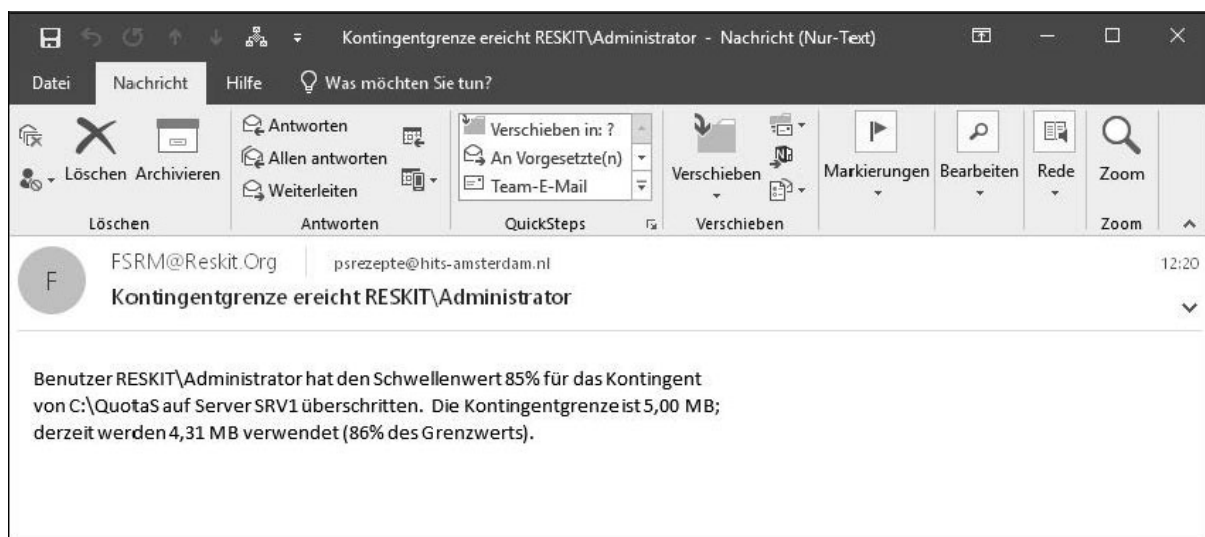 Kontingentgrenze ereicht RESKIT\Administrator - Nachricht (Nur-Text)
Datei Nachricht Hilfe Was möchten Sie tun?
Löschen Archivieren
Löschen
Antworten
Allen antworten
Weiterleiten
Antworten
Verschieben in: ?
An Vorgesetzte(n)
Team-E-Mail
QuickSteps
Verschieben
Verschieben
Markierungen
Bearbeiten
Rede
Zoom
Zoom
F
FSRM@Reskit.Org psrezepte@hits-amsterdam.nl 12:20
Kontingentgrenze ereicht RESKIT\Administrator
Benutzer RESKIT\Administrator hat den Schwellenwert 85% für das Kontingent
von C:\QuotaS auf Server SRV1 überschritten. Die Kontingentgrenze ist 5,00 MB;
derzeit werden 4,31 MB verwendet (86% des Grenzwerts).